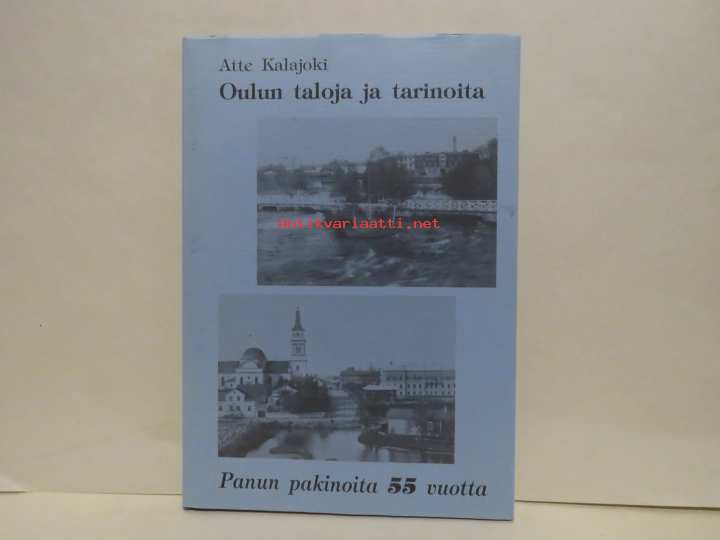 Atte Kalajoki
Oulun taloja ja tarinoita
antikvariaatti.net
Panun pakinoita 55 vuotta